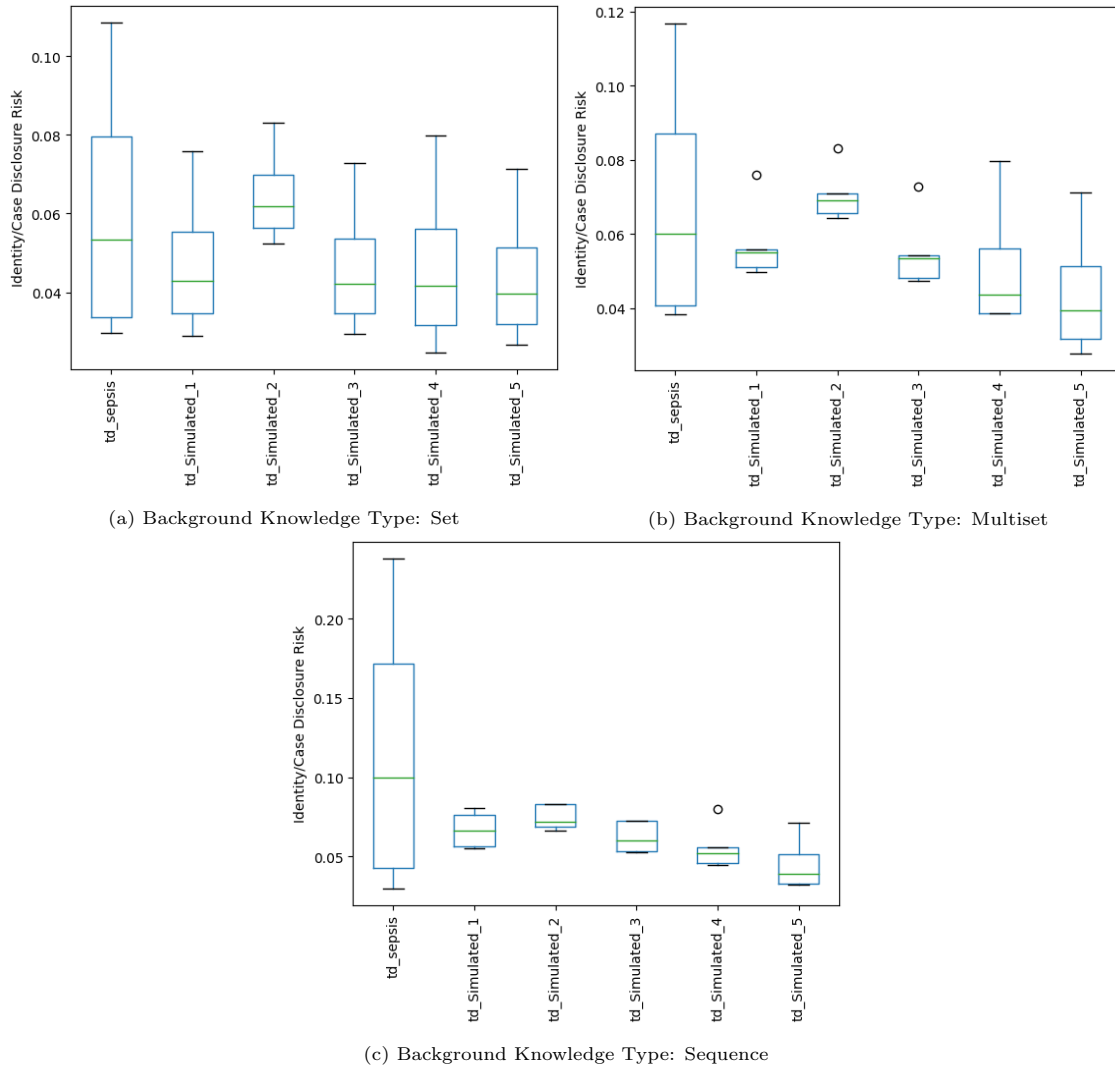 Identity/Case Disclosure Risk
0.10
0.08
0.06
0.04
td_sepsis
td_Simulated_1
td_Simulated_2
td_Simulated_3
td_Simulated_4
td_Simulated_5
(a) Background Knowledge Type: Set
Identity/Case Disclosure Risk
0.12
0.10
0.08
0.06
0.04
td_sepsis
td_Simulated_1
td_Simulated_2
td_Simulated_3
td_Simulated_4
td_Simulated_5
(b) Background Knowledge Type: Multiset
Identity/Case Disclosure Risk
0.20
0.15
0.10
0.05
td_sepsis
td_Simulated_1
td_Simulated_2
td_Simulated_3
td_Simulated_4
td_Simulated_5
(c) Background Knowledge Type: Sequence